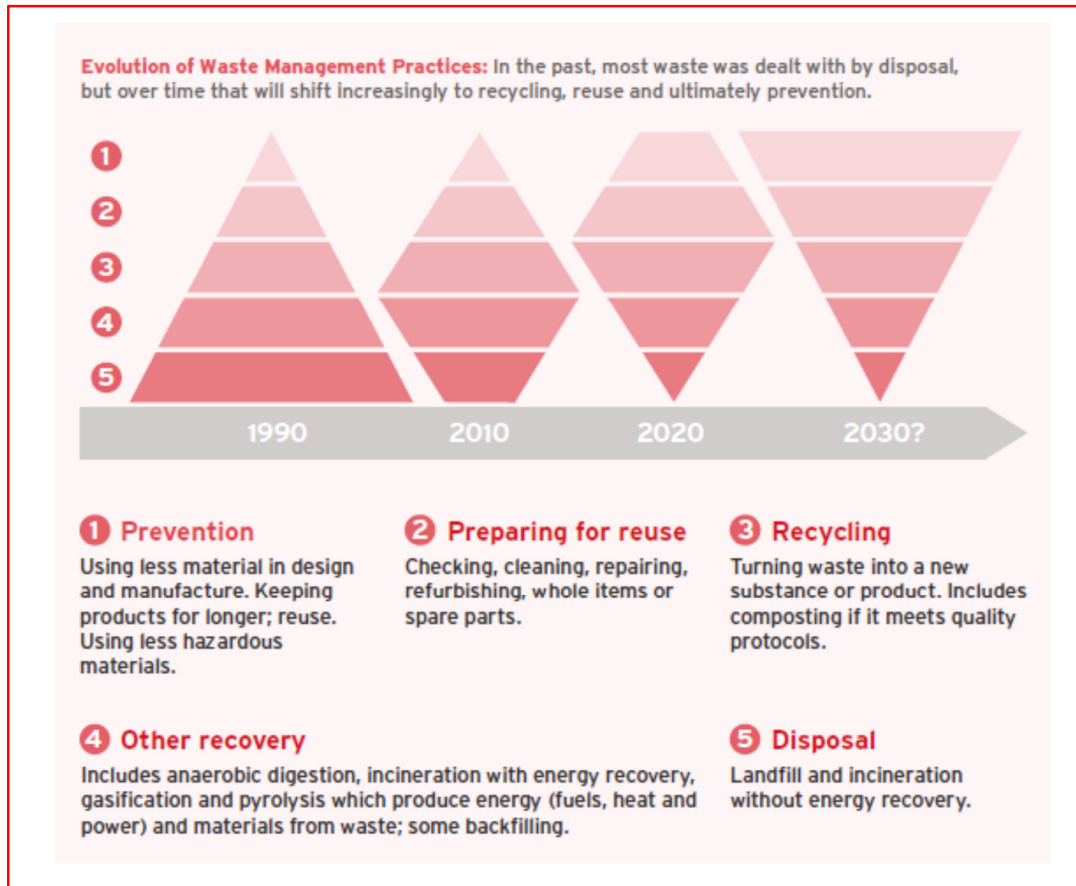 Evolution of Waste Management Practices: In the past, most waste was dealt with by disposal,
but over time that will shift increasingly to recycling, reuse and ultimately prevention.
1
2
3
4
5
1990 2010 2020 2030?
1 Prevention
Using less material in design
and manufacture. Keeping
products for longer; reuse.
Using less hazardous
materials.
2 Preparing for reuse
Checking, cleaning, repairing,
refurbishing, whole items or
spare parts.
3 Recycling
Turning waste into a new
substance or product. Includes
composting if it meets quality
protocols.
4 Other recovery
Includes anaerobic digestion, incineration with energy recovery,
gasification and pyrolysis which produce energy (fuels, heat and
power) and materials from waste; some backfilling.
5 Disposal
Landfill and incineration
without energy recovery.